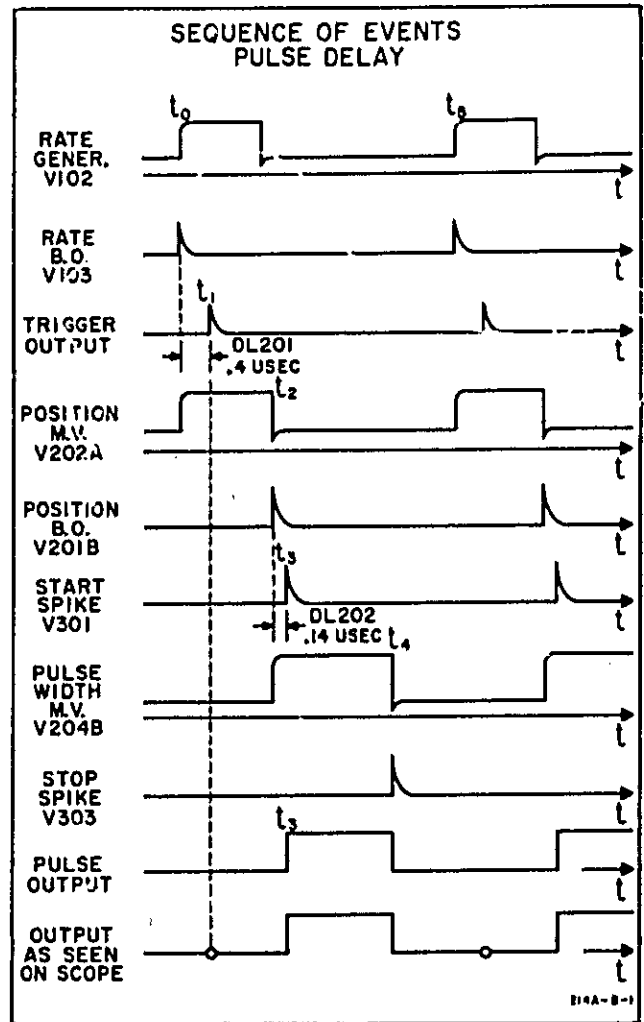 SEQUENCE OF EVENTS
PULSE DELAY
t0
t8
RATE
GENER.
V102
t
RATE
B.O.
V103
t
t1
TRIGGER
OUTPUT
t
DL201
.4 USEC
t2
POSITION
M.V.
V202A
t
POSITION
B.O.
V201B
t
t3
START
SPIKE
V301
t
DL202
.14 USEC
t4
PULSE
WIDTH
M.V.
V204B
t
STOP
SPIKE
V303
t
t3
PULSE
OUTPUT
t
OUTPUT
AS SEEN
ON SCOPE
t
214A-B-1